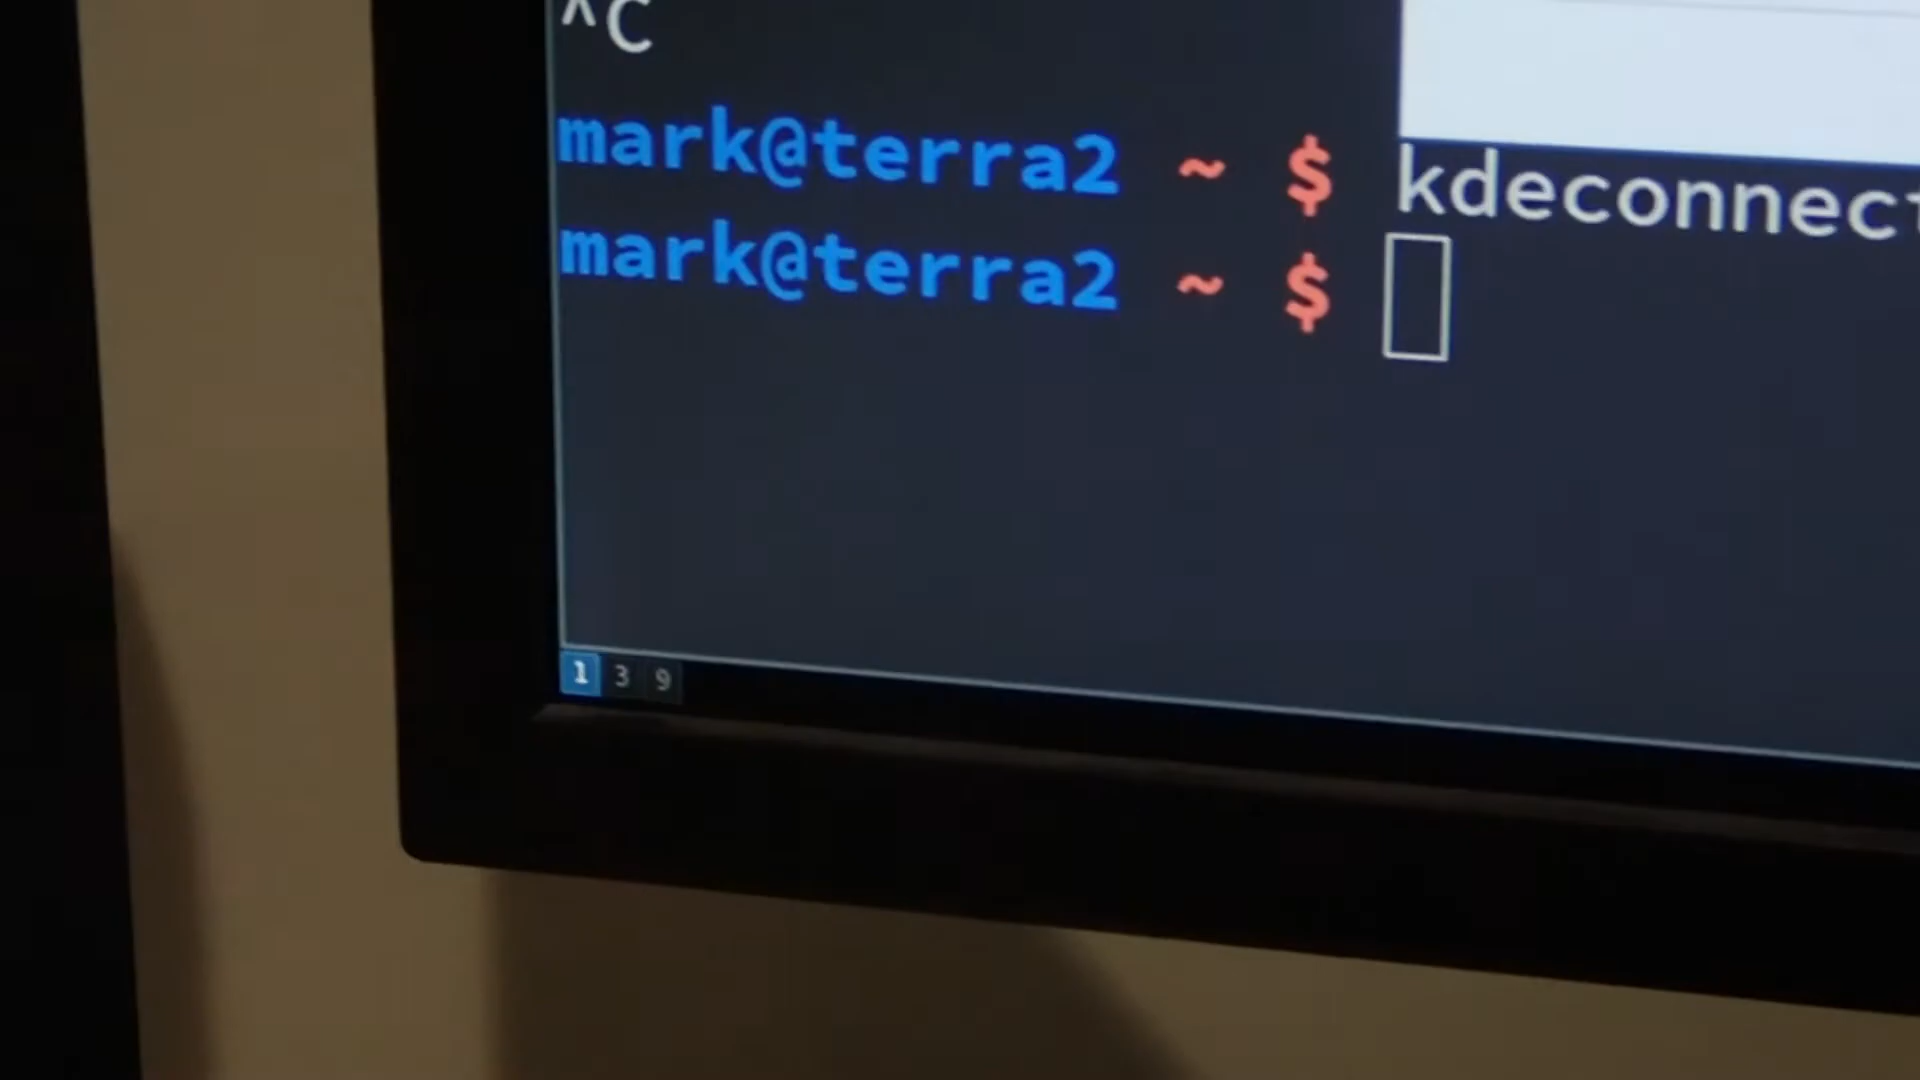 ^C
mark@terra2 ~ $ kdeconnect
mark@terra2 ~ $
1 3 9